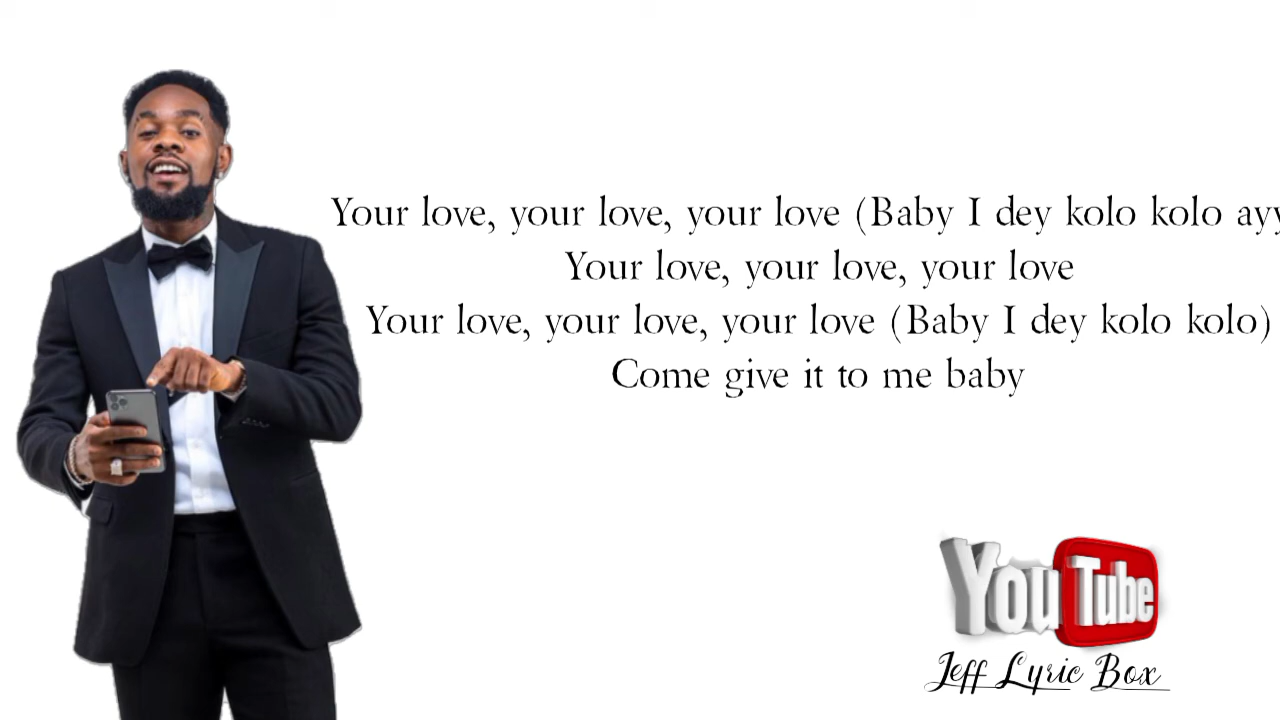 Your love, your love, your love (Baby I dey kolo kolo ayy
Your love, your love, your love
Your love, your love, your love (Baby I dey kolo kolo)
Come give it to me baby
YouTube
Jeff Lyric Box